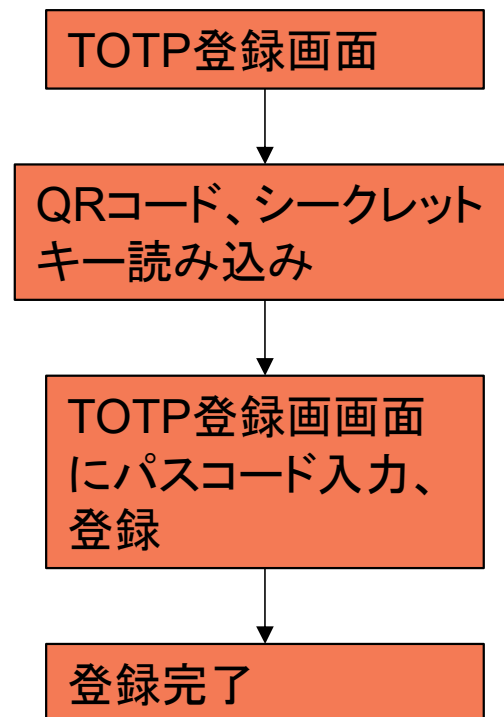 TOTP登録画面
QRコード、シークレット
キー読み込み
TOTP登録画画面
にパスコード入力、
登録
登録完了